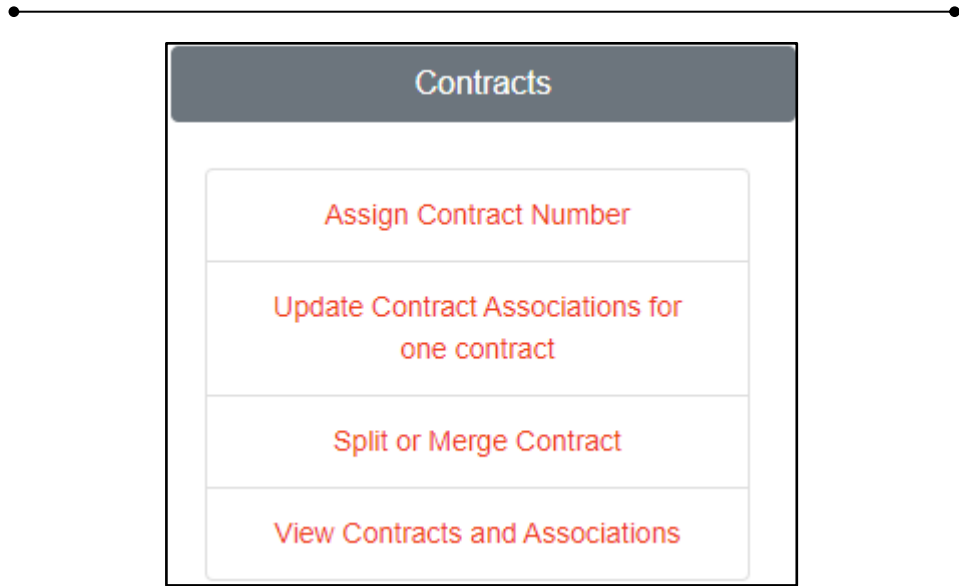 Contracts
Assign Contract Number
Update Contract Associations for
one contract
Split or Merge Contract
View Contracts and Associations